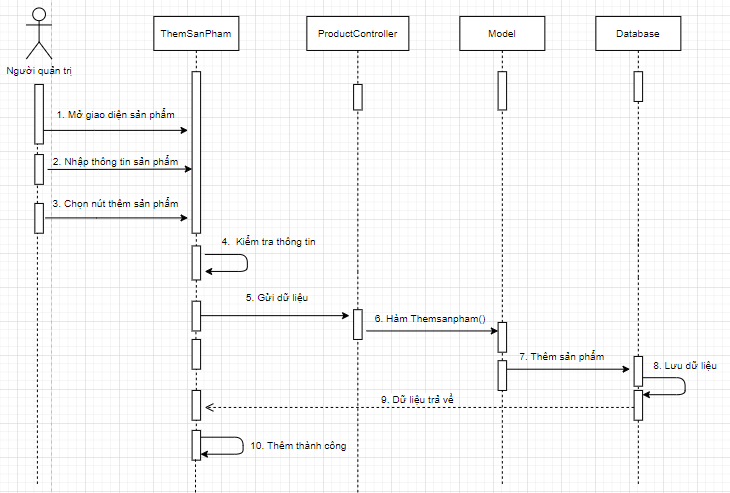 ThemSanPham
ProductController
Model
Database
Người quản trị
1. Mở giao diện sản phẩm
2. Nhập thông tin sản phẩm
3. Chọn nút thêm sản phẩm
4. Kiểm tra thông tin
5. Gửi dữ liệu
6. Hàm Themsanpham()
7. Thêm sản phẩm
8. Lưu dữ liệu
9. Dữ liệu trả về
10. Thêm thành công